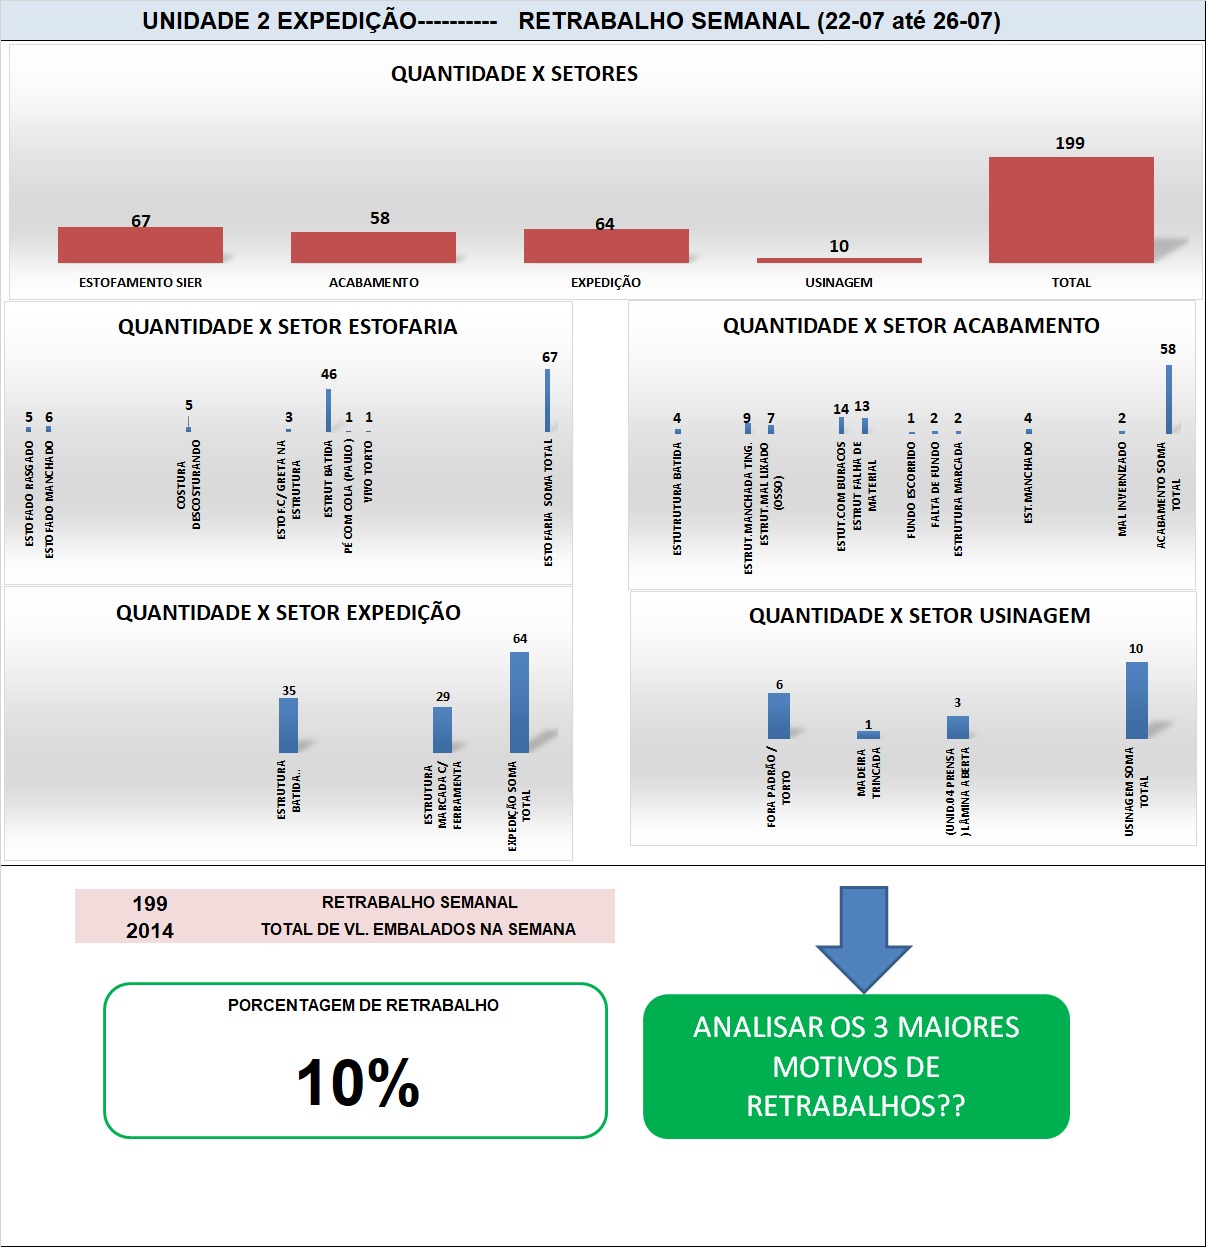 UNIDADE 2 EXPEDIÇÃO---------- RETRABALHO SEMANAL (22-07 até 26-07)
QUANTIDADE X SETORES
67
58
64
10
199
ESTOFAMENTO SIER
ACABAMENTO
EXPEDIÇÃO
USINAGEM
TOTAL
QUANTIDADE X SETOR ESTOFARIA
5
6
5
3
46
1
1
67
ESTOFADO RASGADO
ESTOFADO MANCHADO
COSTURA
DESCOSTURANDO
ESTOF.C/ GRETA NA
ESTRUTURA
ESTRUT BATIDA
PÉ COM COLA (PAULO)
VIVO TORTO
ESTOFARIA SOMA TOTAL
QUANTIDADE X SETOR ACABAMENTO
4
9
7
14
13
1
2
2
4
2
58
ESTUTRUTURA BATIDA
ESTRUT. MANCHADA TING.
ESTRUT. MAL LIXADO
(OSSO)
ESTUT.COM BURACOS
ESTRUT FALHA DE
MATERIAL
FUNDO ESCORRIDO
FALTA DE FUNDO
ESTRUTURA MARCADA
EST.MANCHADO
MAL INVERNIZADO
ACABAMENTO SOMA
TOTAL
QUANTIDADE X SETOR EXPEDIÇÃO
35
29
64
ESTRUTURA
BATIDA..
ESTRUTURA
MARCADA C/
FERRAMENTA
EXPEDIÇÃO SOMA
TOTAL
QUANTIDADE X SETOR USINAGEM
6
1
3
10
FORA PADRÃO /
TORTO
MADEIRA
TRINCADA
(UNID.04 PRENSA
) LÂMINA ABERTA
USINAGEM SOMA
TOTAL
199 RETRABALHO SEMANAL
2014 TOTAL DE VL. EMBALADOS NA SEMANA
PORCENTAGEM DE RETRABALHO
10%
ANALISAR OS 3 MAIORES
MOTIVOS DE
RETRABALHOS??